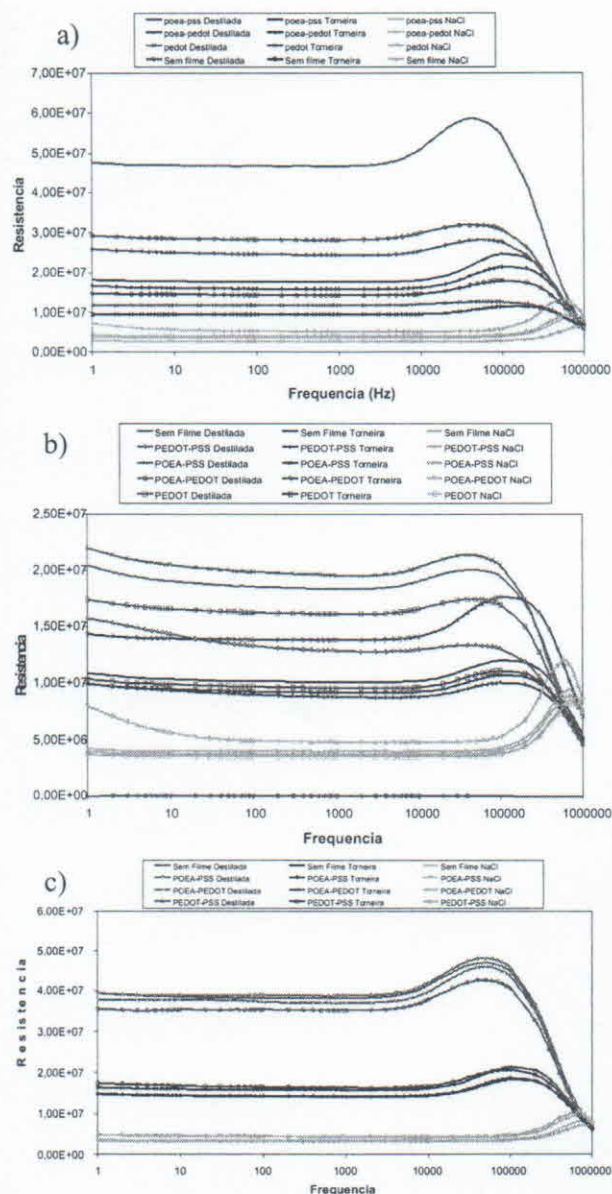 a)
poea-pss Destilada poea-pss Torneira poea-pss NaCl
poea-pedot Destilada poea-pedot Torneira poea-pedot NaCl
pedot Destilada pedot Torneira pedot NaCl
Sem filme Destilada Sem filme Torneira Sem filme NaCl
7,00E+07
6,00E+07
5,00E+07
4,00E+07
3,00E+07
2,00E+07
1,00E+07
0,00E+00
Resistencia
1 10 100 1000 10000 100000 1000000
Frequencia (Hz)
b)
Sem Filme Destilada Sem Filme Torneira Sem Filme NaCl
PEDOT-PSS Destilada PEDOT-PSS Torneira PEDOT-PSS NaCl
POEA-PSS Destilada POEA-PSS Torneira POEA-PSS NaCl
POEA-PEDOT Destilada POEA-PEDOT Torneira POEA-PEDOT NaCl
PEDOT Destilada PEDOT Torneira PEDOT NaCl
2,50E+07
2,00E+07
1,50E+07
1,00E+07
5,00E+06
0,00E+00
Resistencia
1 10 100 1000 10000 100000 1000000
Frequencia
c)
Sem Filme Destilada Sem Filme Torneira Sem Filme NaCl
POEA-PSS Destilada POEA-PSS Torneira POEA-PSS NaCl
POEA-PEDOT Destilada POEA-PEDOT Torneira POEA-PEDOT NaCl
PEDOT-PSS Destilada PEDOT-PSS Torneira PEDOT-PSS NaCl
6,00E+07
5,00E+07
4,00E+07
3,00E+07
2,00E+07
1,00E+07
0,00E+00
Resistencia
1 10 100 1000 10000 100000 1000000
Frequencia